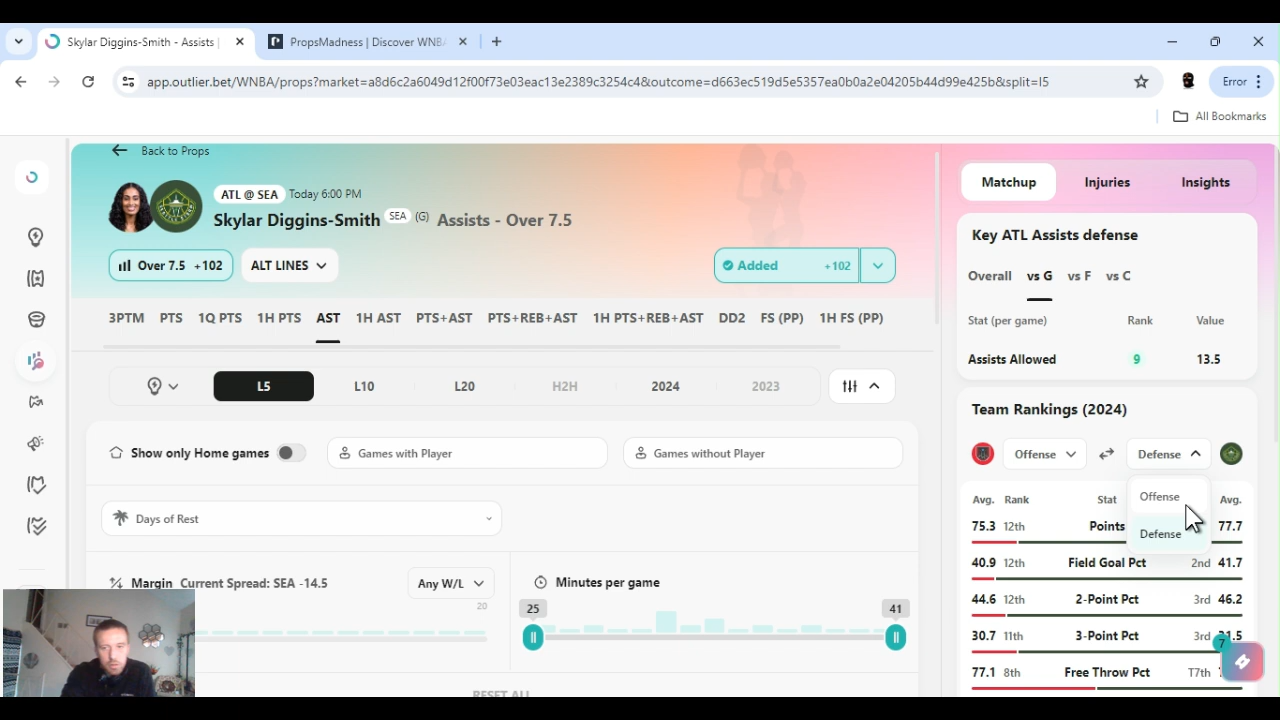 Skylar Diggins-Smith - Assists
PropsMadness | Discover WNB
app.outlier.bet/WNBA/props?market=a8d6c2a6049d12f00f73e03eac13e2389c3254c4&outcome=d663ec519d5e5357ea0b0a2e04205b44d99e425b&split=l5
Error
All Bookmarks
Back to Props
ATL @ SEA Today 6:00 PM
Skylar Diggins-Smith SEA (G) Assists - Over 7.5
Over 7.5 +102
ALT LINES
Added +102
3PTM PTS 1Q PTS 1H PTS AST 1H AST PTS+AST PTS+REB+AST 1H PTS+REB+AST DD2 FS (PP) 1H FS (PP)
L5 L10 L20 H2H 2024 2023
Show only Home games
Games with Player
Games without Player
Days of Rest
Margin Current Spread: SEA -14.5
Any W/L
20
Minutes per game
25 41
RESET ALL
Matchup Injuries Insights
Key ATL Assists defense
Overall vs G vs F vs C
Stat (per game) Rank Value
Assists Allowed 9 13.5
Team Rankings (2024)
Offense Defense
Offense
Defense
Avg. Rank Stat Avg.
75.3 12th Points 77.7
40.9 12th Field Goal Pct 2nd 41.7
44.6 12th 2-Point Pct 3rd 46.2
30.7 11th 3-Point Pct 3rd
7
77.1 8th Free Throw Pct T7th